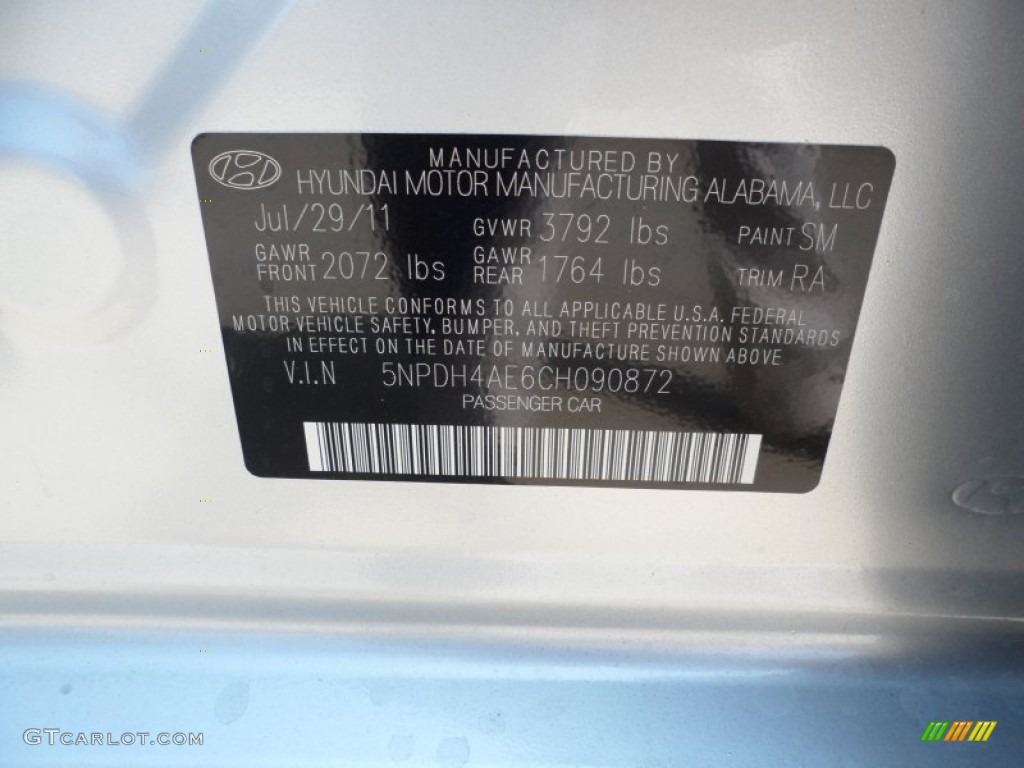 MANUFACTURED BY
HYUNDAI MOTOR MANUFACTURING ALABAMA, LLC
Jul/29/11 GVWR 3792 lbs PAINT SM
GAWR FRONT 2072 lbs GAWR REAR 1764 lbs TRIM RA
THIS VEHICLE CONFORMS TO ALL APPLICABLE U.S.A. FEDERAL
MOTOR VEHICLE SAFETY, BUMPER, AND THEFT PREVENTION STANDARDS
IN EFFECT ON THE DATE OF MANUFACTURE SHOWN ABOVE
V.I.N 5NPDH4AE6CH090872
PASSENGER CAR
GTCARLOT.COM